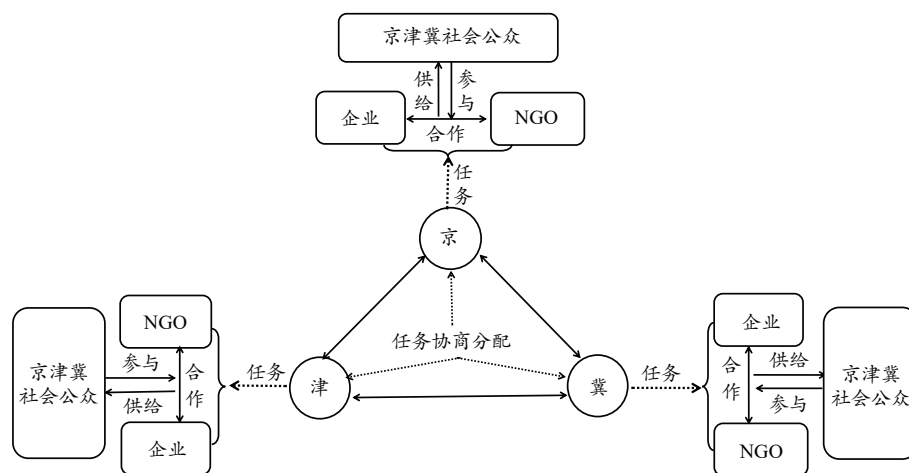 京津冀社会公众
供给
参与
企业
合作
NGO
任务
京
任务协商分配
津
冀
NGO
任务
京津冀
社会公众
参与
供给
合作
企业
任务
企业
合作
供给
参与
京津冀
社会公众
NGO